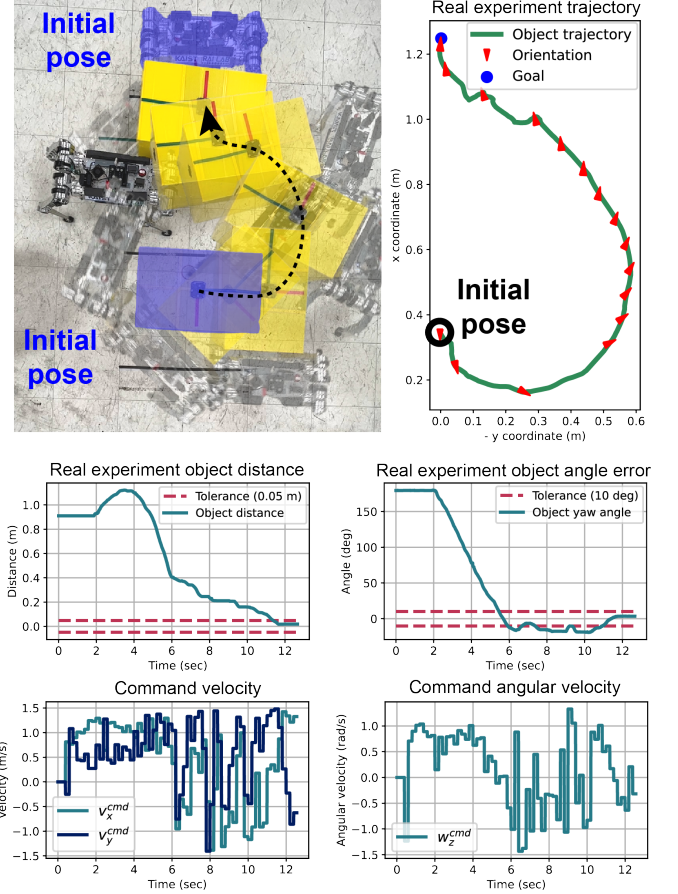 Initial
pose
Initial
pose
Real experiment trajectory
Object trajectory
Orientation
Goal
1.2
1.0
0.8
0.6
0.4
0.2
x coordinate (m)
Initial
pose
0.0 0.1 0.2 0.3 0.4 0.5 0.6
- y coordinate (m)
Real experiment object distance
Tolerance (0.05 m)
Object distance
1.0
0.8
0.6
0.4
0.2
0.0
Distance (m)
0 2 4 6 8 10 12
Time (sec)
Real experiment object angle error
Tolerance (10 deg)
Object yaw angle
150
100
50
0
Angle (deg)
0 2 4 6 8 10 12
Time (sec)
Command velocity
1.5
1.0
0.5
0.0
−0.5
−1.0
−1.5
velocity (m/s)
v_x^cmd
v_y^cmd
0 2 4 6 8 10 12
Time (sec)
Command angular velocity
1.0
0.5
0.0
−0.5
−1.0
−1.5
Angular velocity (rad/s)
w_z^cmd
0 2 4 6 8 10 12
Time (sec)